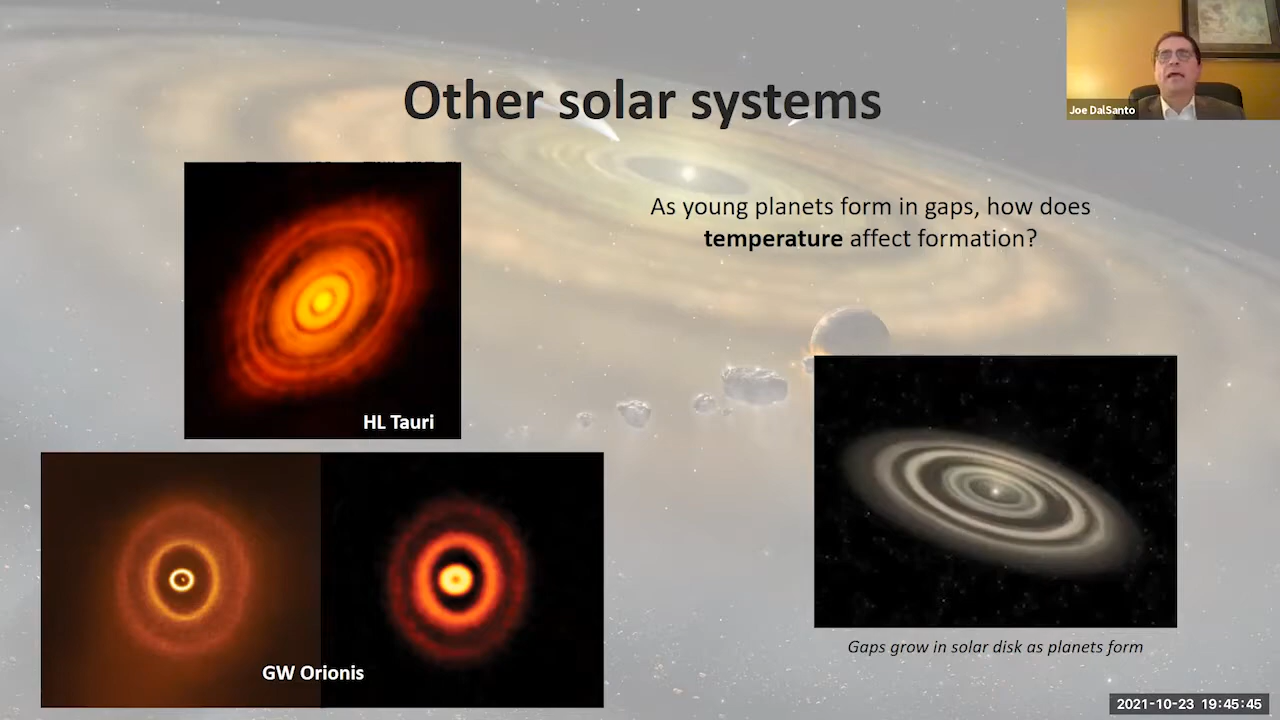 Other solar systems
Joe DalSanto
As young planets form in gaps, how does
temperature affect formation?
HL Tauri
GW Orionis
Gaps grow in solar disk as planets form
2021-10-23 19:45:45